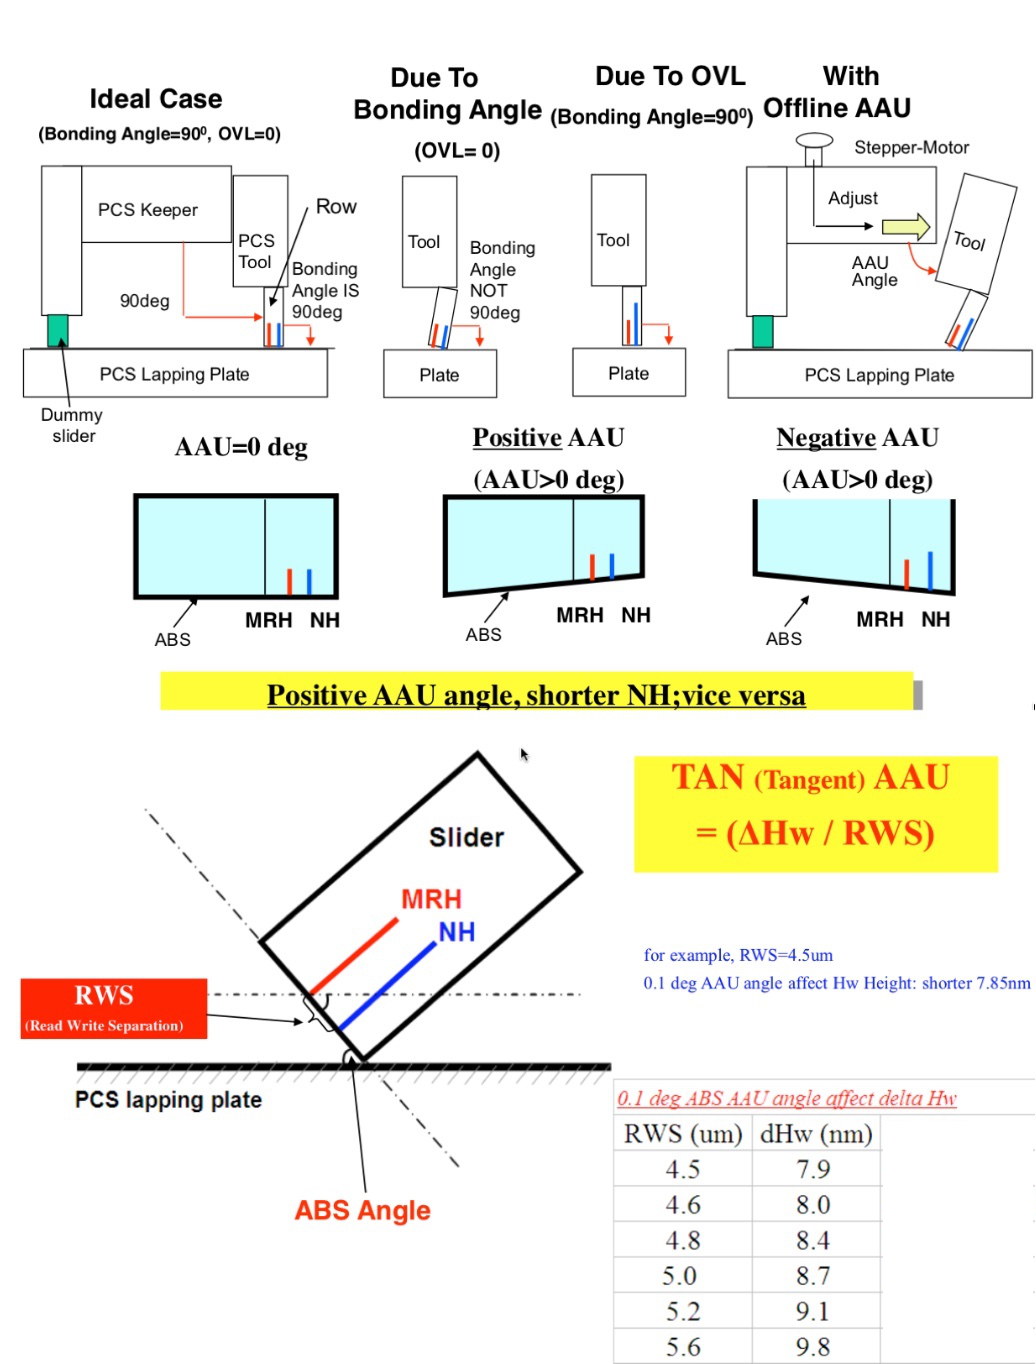 Ideal Case
(Bonding Angle=90⁰, OVL=0)
Due To
Bonding Angle
(OVL= 0)
Due To OVL
(Bonding Angle=90⁰)
With
Offline AAU
Stepper-Motor
PCS Keeper
Row
PCS
Tool
Bonding
Angle IS
90deg
90deg
PCS Lapping Plate
Dummy
slider
Tool
Bonding
Angle
NOT
90deg
Plate
Tool
Plate
Adjust
AAU
Angle
Tool
PCS Lapping Plate
AAU=0 deg
Positive AAU
(AAU>0 deg)
Negative AAU
(AAU>0 deg)
MRH NH
ABS
MRH NH
ABS
MRH NH
ABS
Positive AAU angle, shorter NH;vice versa
TAN (Tangent) AAU
= (ΔHw / RWS)
Slider
MRH
NH
for example, RWS=4.5um
0.1 deg AAU angle affect Hw Height: shorter 7.85nm
RWS
(Read Write Separation)
PCS lapping plate
ABS Angle
0.1 deg ABS AAU angle affect delta Hw
RWS (um) dHw (nm)
4.5 7.9
4.6 8.0
4.8 8.4
5.0 8.7
5.2 9.1
5.6 9.8